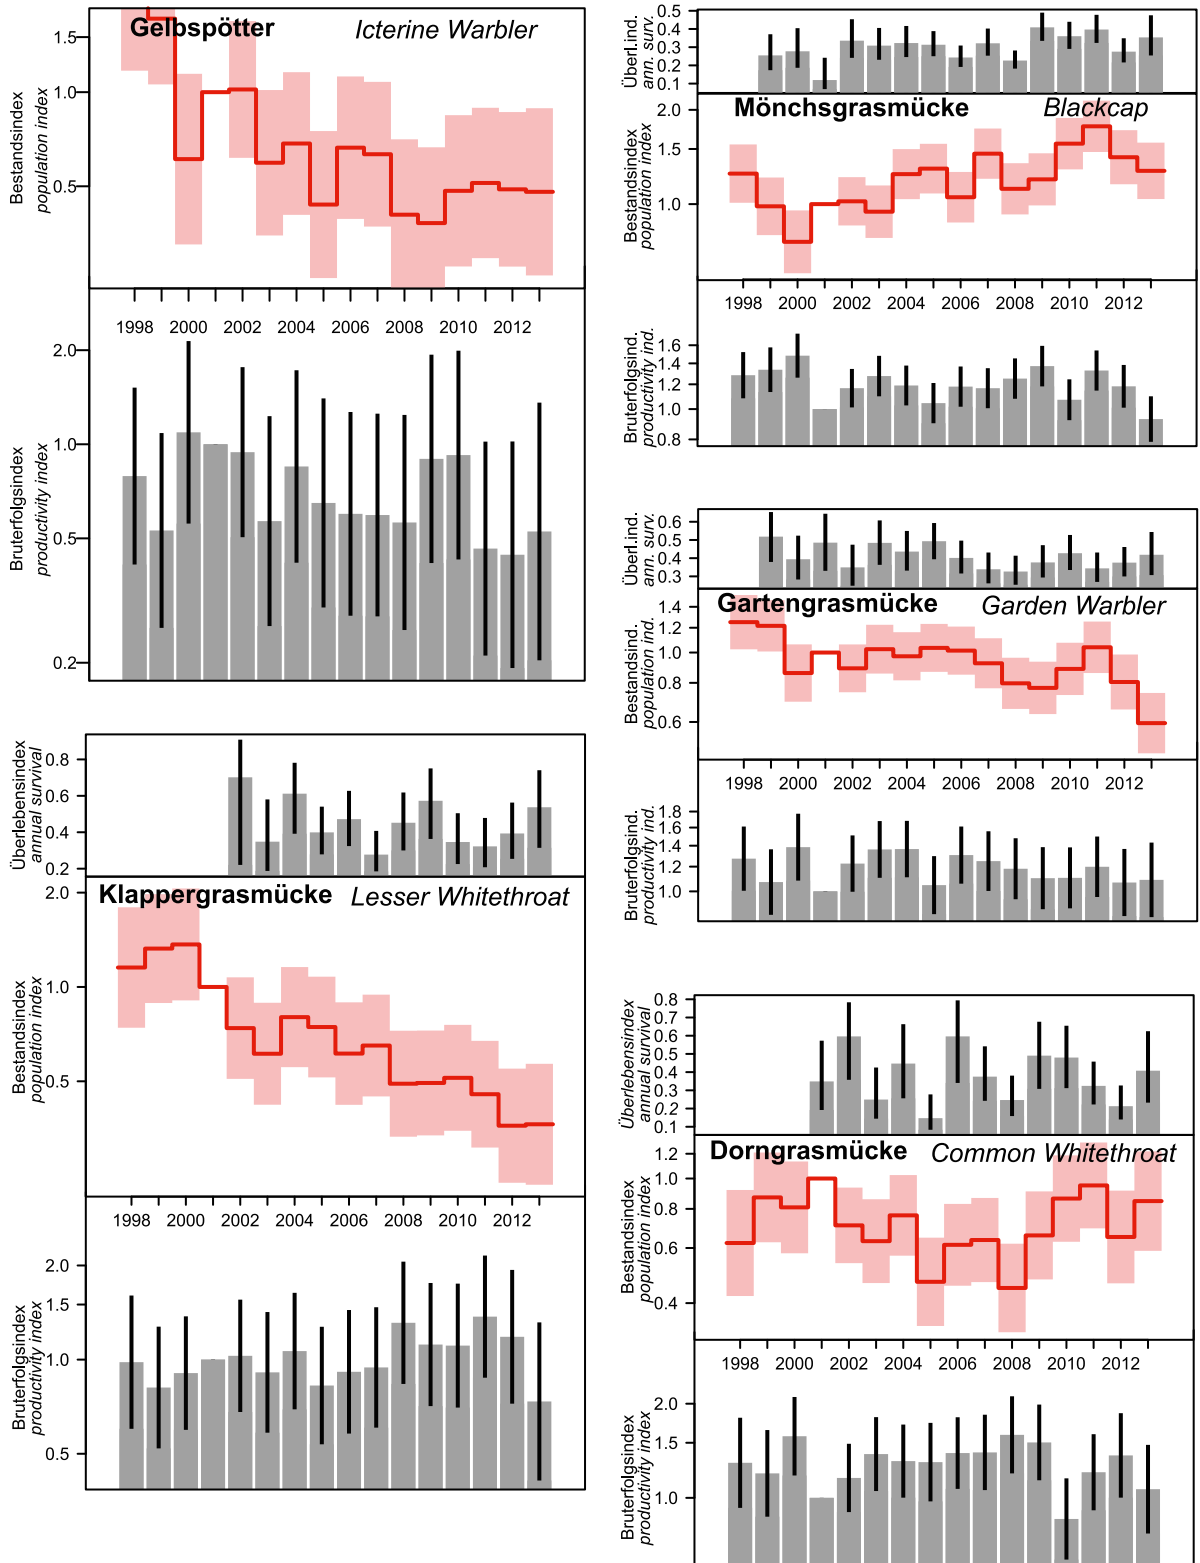 Gelbspötter Icterine Warbler
Bestandsindex
population index
1.5
1.0
0.5
1998 2000 2002 2004 2006 2008 2010 2012
Bruterfolgsindex
productivity index
2.0
1.0
0.5
0.2
Überlebensindex
annual survival
0.8
0.6
0.4
0.2
Klappergrasmücke Lesser Whitethroat
Bestandsindex
population index
2.0
1.0
0.5
1998 2000 2002 2004 2006 2008 2010 2012
Bruterfolgsindex
productivity index
2.0
1.5
1.0
0.5
Überl.ind.
ann. surv.
0.5
0.4
0.3
0.2
0.1
Mönchsgrasmücke Blackcap
Bestandsindex
population index
2.0
1.5
1.0
1998 2000 2002 2004 2006 2008 2010 2012
Bruterfolgsind.
productivity ind.
1.6
1.4
1.2
1.0
0.8
Überl.ind.
ann. surv.
0.6
0.5
0.4
0.3
Gartengrasmücke Garden Warbler
Bestandsind.
population ind.
1.4
1.2
1.0
0.8
0.6
1998 2000 2002 2004 2006 2008 2010 2012
Bruterfolgsind.
productivity ind.
1.8
1.6
1.4
1.2
1.0
Überlebensindex
annual survival
0.8
0.7
0.6
0.5
0.4
0.3
0.2
0.1
Dorngrasmücke Common Whitethroat
Bestandsindex
population index
1.2
1.0
0.8
0.6
0.4
1998 2000 2002 2004 2006 2008 2010 2012
Bruterfolgsindex
productivity index
2.0
1.5
1.0